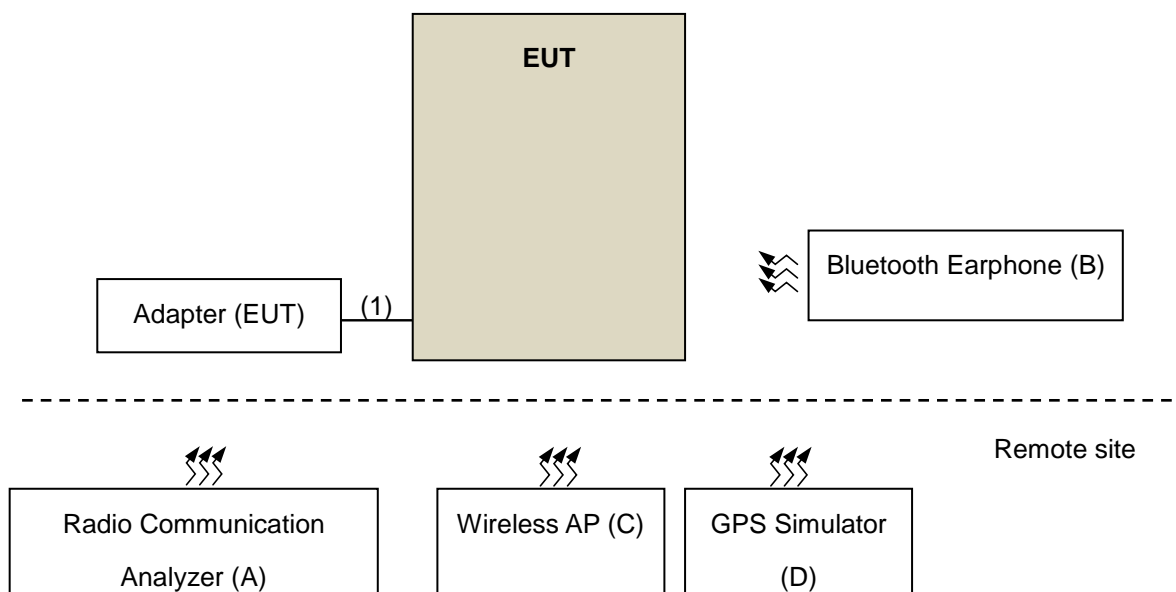 EUT
Bluetooth Earphone (B)
Adapter (EUT)
(1)
Remote site
Radio Communication
Analyzer (A)
Wireless AP (C)
GPS Simulator
(D)